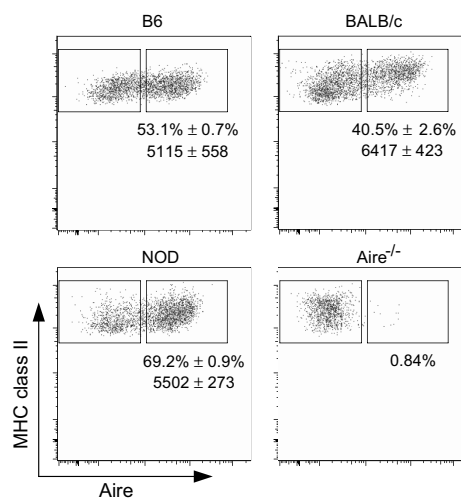 B6
53.1% ± 0.7%
5115 ± 558
BALB/c
40.5% ± 2.6%
6417 ± 423
NOD
69.2% ± 0.9%
5502 ± 273
Aire-/-
0.84%
MHC class II
Aire